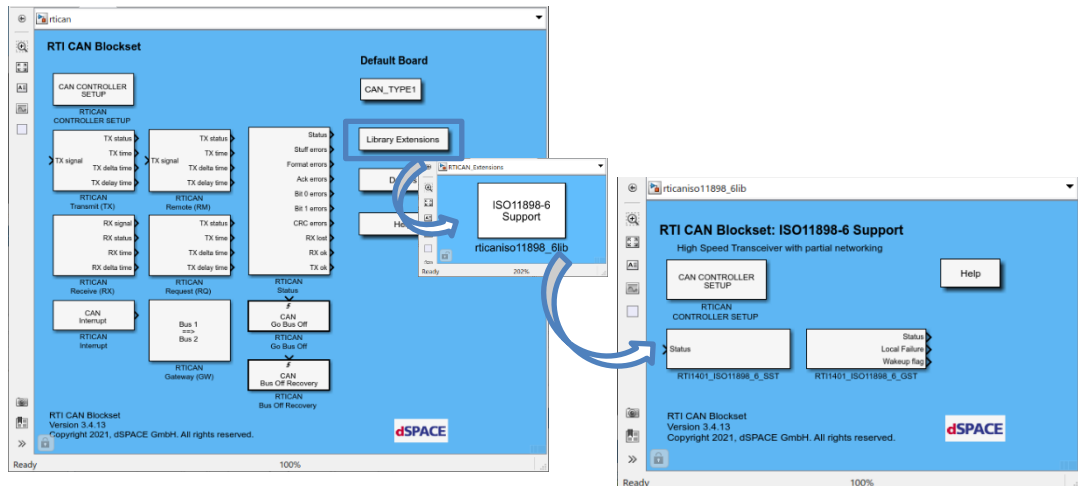 rtican
RTI CAN Blockset
Default Board
CAN CONTROLLER
SETUP
RTICAN
CONTROLLER SETUP
CAN_TYPE1
Library Extensions
TX signal
TX status
TX time
TX delta time
TX delay time
RTICAN
Transmit (TX)
TX signal
TX status
TX time
TX delta time
TX delay time
RTICAN
Remote (RM)
Status
Stuff errors
Format errors
Ack errors
Bit 0 errors
Bit 1 errors
CRC errors
RX lost
RX ok
TX ok
RTICAN
Status
RX signal
RX status
RX time
RX delta time
RTICAN
Receive (RX)
TX status
TX time
TX delta time
TX delay time
RTICAN
Request (RQ)
CAN
Interrupt
RTICAN
Interrupt
Bus 1
==>
Bus 2
RTICAN
Gateway (GW)
CAN
Go Bus Off
RTICAN
Go Bus Off
CAN
Bus Off Recovery
RTICAN
Bus Off Recovery
RTI CAN Blockset
Version 3.4.13
Copyright 2021, dSPACE GmbH. All rights reserved.
dSPACE
Ready
100%
RTICAN_Extensions
ISO11898-6
Support
rticaniso11898_6lib
Ready
202%
rticaniso11898_6lib
RTI CAN Blockset: ISO11898-6 Support
High Speed Transceiver with partial networking
CAN CONTROLLER
SETUP
RTICAN
CONTROLLER SETUP
Help
Status
RTI1401_ISO11898_6_SST
Status
Local Failure
Wakeup flag
RTI1401_ISO11898_6_GST
RTI CAN Blockset
Version 3.4.13
Copyright 2021, dSPACE GmbH. All rights reserved.
dSPACE
Ready
100%